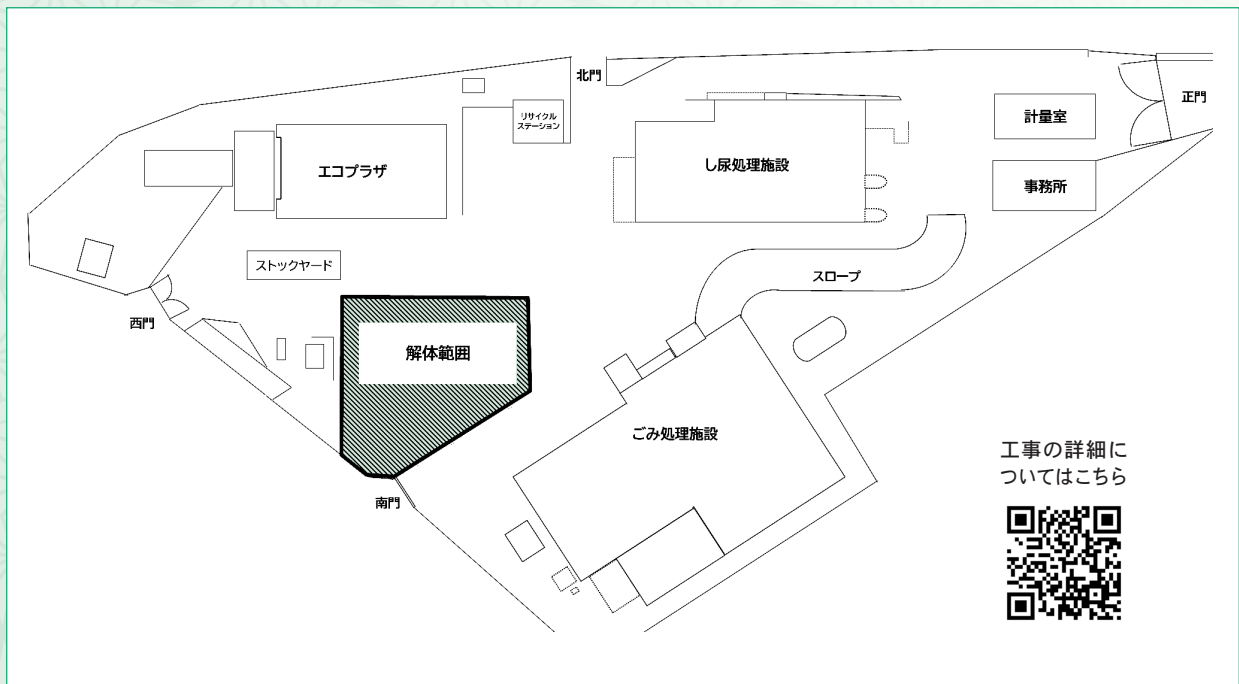 北門
正門
リサイクル
ステーション
計量室
エコプラザ
し尿処理施設
事務所
ストックヤード
スロープ
西門
解体範囲
ごみ処理施設
南門
工事の詳細に
ついてはこちら